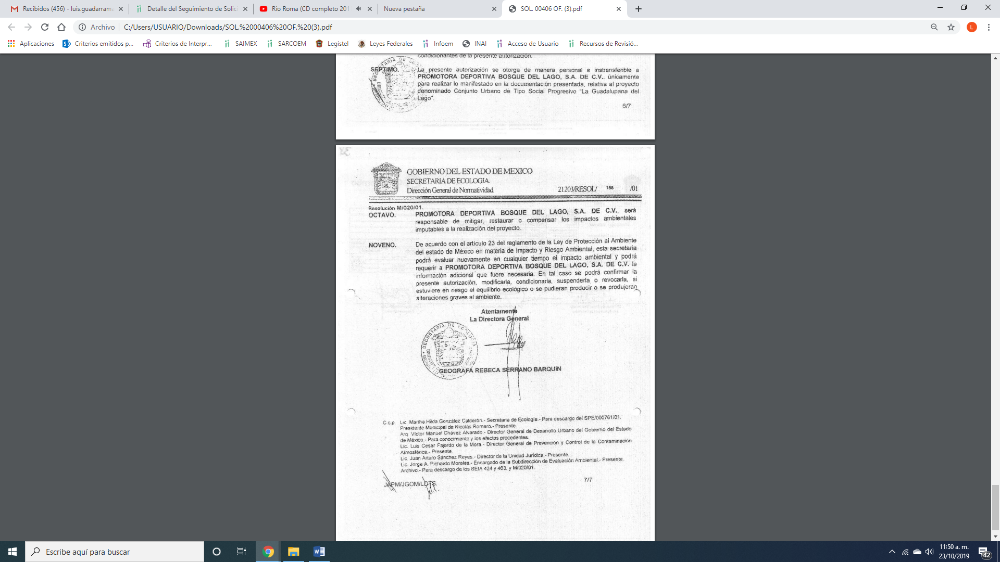 Recibidos (456) - luis.guadarrama
Detalle del Seguimiento de Solici
Rio Roma (CD completo 201
Nueva pestaña
SOL. 00406 OF. (3).pdf
Archivo
C:/Users/USUARIO/Downloads/SOL.%2000406%20OF.%20(3).pdf
L
Aplicaciones
Criterios emitidos p...
Criterios de Interpr...
SAIMEX
SARCOEM
Legistel
Leyes Federales
Infoem
INAI
Acceso de Usuario
Recursos de Revisió...
condicionantes de la presente autorización.
SEPTIMO. La presente autorización se otorga de manera personal e instransferible a
PROMOTORA DEPORTIVA BOSQUE DEL LAGO, S.A. DE C.V., únicamente
para realizar lo manifestado en la documentación presentada, relativa al proyecto
denominado Conjunto Urbano de Tipo Social Progresivo "La Guadalupana del
Lago".
6/7
GOBIERNO DEL ESTADO DE MEXICO
SECRETARIA DE ECOLOGIA
Dirección General de Normatividad
21203/RESOL/ 188 /01
Resolución M/020/01.
OCTAVO. PROMOTORA DEPORTIVA BOSQUE DEL LAGO, S.A. DE C.V., será
responsable de mitigar, restaurar o compensar los impactos ambientales
imputables a la realización del proyecto.
NOVENO. De acuerdo con el artículo 23 del reglamento de la Ley de Protección al Ambiente
del estado de México en materia de Impacto y Riesgo Ambiental, esta secretaría
podrá evaluar nuevamente en cualquier tiempo el impacto ambiental y podrá
requerir a PROMOTORA DEPORTIVA BOSQUE DEL LAGO, S.A. DE C.V. la
información adicional que fuere necesaria. En tal caso se podrá confirmar la
presente autorización, modificarla, condicionarla, suspenderla o revocarla, si
estuviere en riesgo el equilibrio ecológico o se pudieran producir o se produjeran
alteraciones graves al ambiente.
Atentamente
La Directora General
SECRETARIA DE ECOLOGIA
GEOGRAFA REBECA SERRANO BARQUIN
C.c.p Lic. Martha Hilda González Calderón.- Secretaria de Ecología.- Para descargo del SPE/000761/01.
Presidente Municipal de Nicolás Romero.- Presente.
Arq. Víctor Manuel Chávez Alvarado.- Director General de Desarrollo Urbano del Gobierno del Estado
de México.- Para conocimiento y los efectos procedentes.
Lic. Luis Cesar Fajardo de la Mora.- Director General de Prevención y Control de la Contaminación
Atmosférica.- Presente.
Lic. Juan Arturo Sánchez Reyes.- Director de la Unidad Jurídica.- Presente.
Lic. Jorge A. Pichardo Morales.- Encargado de la Subdirección de Evaluación Ambiental.- Presente.
Archivo.- Para descargo de los SEIA 424 y 463, y M/020/01.
JAPM/JGOM/LDTS.
7/7
Escribe aquí para buscar
11:50 a. m.
23/10/2019
42